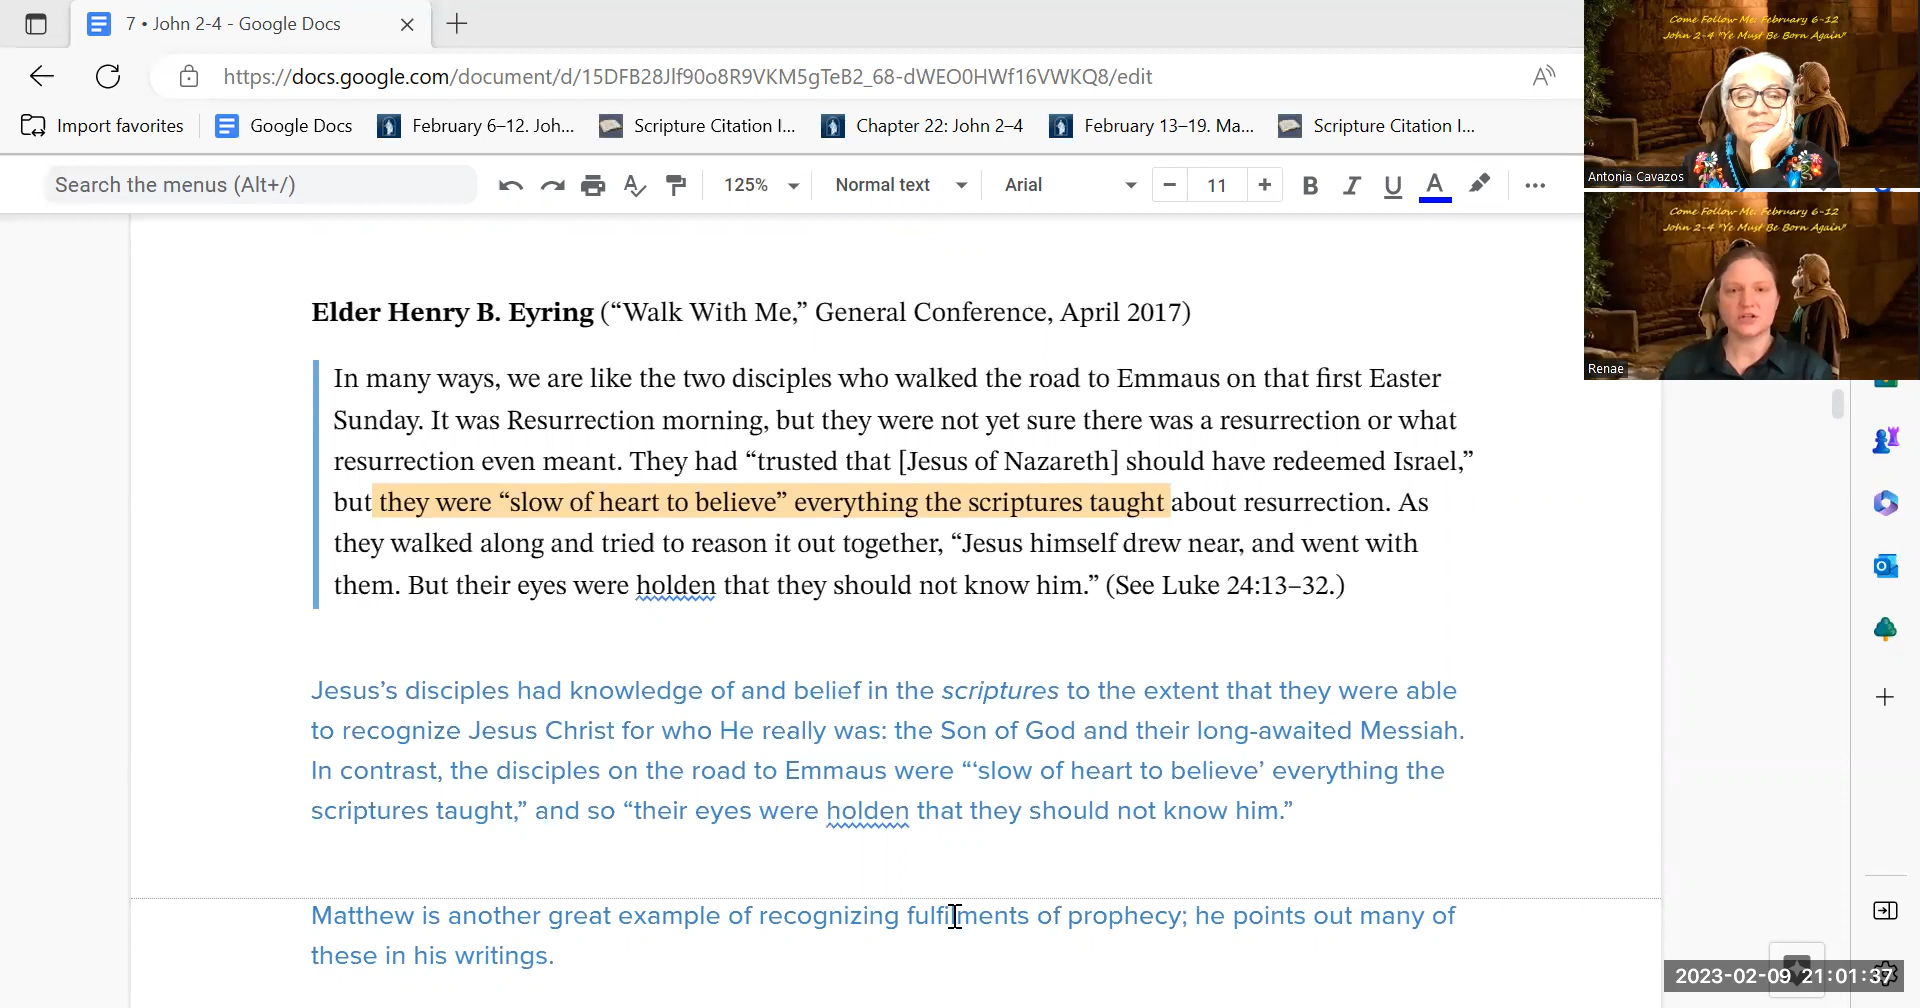 7 • John 2-4 - Google Docs
https://docs.google.com/document/d/15DFB28Jlf90o8R9VKM5gTeB2_68-dWEO0HWf16VWKQ8/edit
Import favorites
Google Docs
February 6–12. Joh...
Scripture Citation I...
Chapter 22: John 2–4
February 13–19. Ma...
Scripture Citation I...
Search the menus (Alt+/)
125%
Normal text
Arial
11
Elder Henry B. Eyring (“Walk With Me,” General Conference, April 2017)
In many ways, we are like the two disciples who walked the road to Emmaus on that first Easter
Sunday. It was Resurrection morning, but they were not yet sure there was a resurrection or what
resurrection even meant. They had “trusted that [Jesus of Nazareth] should have redeemed Israel,”
but they were “slow of heart to believe” everything the scriptures taught about resurrection. As
they walked along and tried to reason it out together, “Jesus himself drew near, and went with
them. But their eyes were holden that they should not know him.” (See Luke 24:13–32.)
Jesus’s disciples had knowledge of and belief in the scriptures to the extent that they were able
to recognize Jesus Christ for who He really was: the Son of God and their long-awaited Messiah.
In contrast, the disciples on the road to Emmaus were “‘slow of heart to believe’ everything the
scriptures taught,” and so “their eyes were holden that they should not know him.”
Matthew is another great example of recognizing fulfilments of prophecy; he points out many of
these in his writings.
Come Follow Me: February 6-12
John 2-4 "Ye Must Be Born Again"
Antonia Cavazos
Come Follow Me: February 6-12
John 2-4 "Ye Must Be Born Again"
Renae
2023-02-09 21:01:37